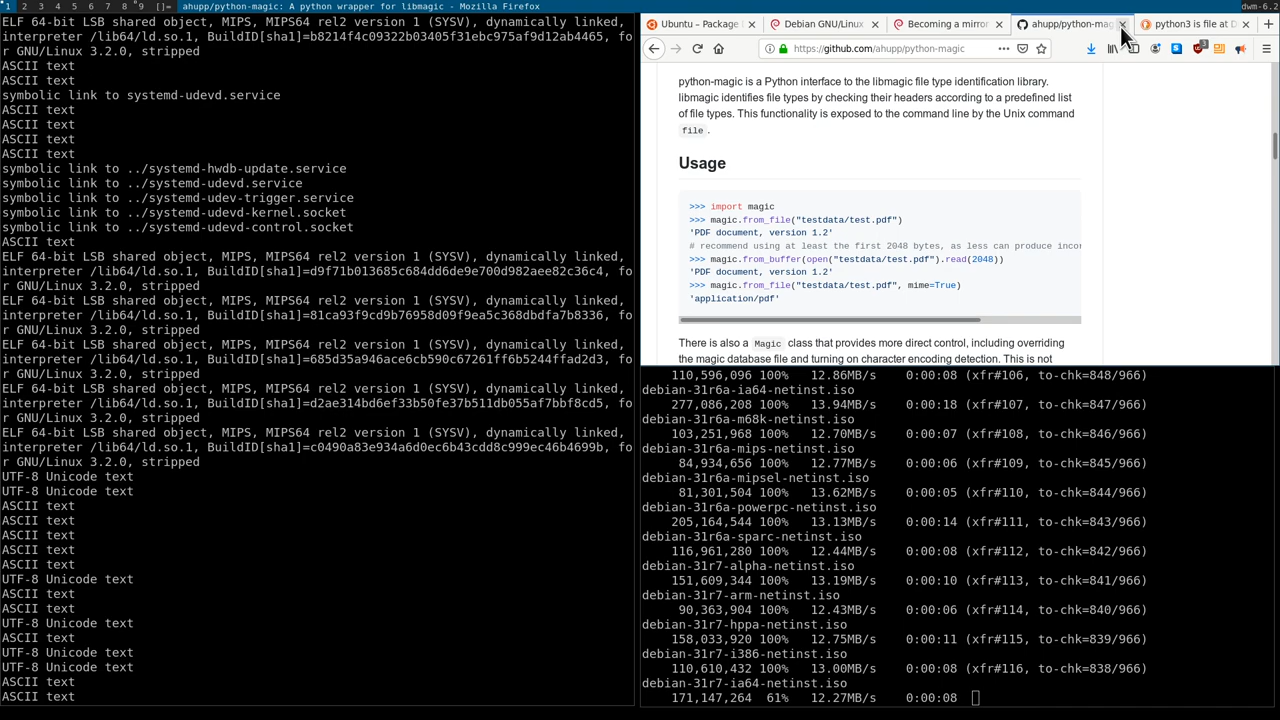 1 2 3 4 5 6 7 8 9 []= ahupp/python-magic: A python wrapper for libmagic - Mozilla Firefox
dwm-6.2
ELF 64-bit LSB shared object, MIPS, MIPS64 rel2 version 1 (SYSV), dynamically linked,
interpreter /lib64/ld.so.1, BuildID[sha1]=b8214f4c09322b03405f31ebc975af9d12ab4465, fo
r GNU/Linux 3.2.0, stripped
ASCII text
ASCII text
symbolic link to systemd-udevd.service
ASCII text
ASCII text
ASCII text
ASCII text
symbolic link to ../systemd-hwdb-update.service
symbolic link to ../systemd-udevd.service
symbolic link to ../systemd-udev-trigger.service
symbolic link to ../systemd-udevd-kernel.socket
symbolic link to ../systemd-udevd-control.socket
ASCII text
ELF 64-bit LSB shared object, MIPS, MIPS64 rel2 version 1 (SYSV), dynamically linked,
interpreter /lib64/ld.so.1, BuildID[sha1]=d9f71b013685c684dd6de9e700d982aee82c36c4, fo
r GNU/Linux 3.2.0, stripped
ELF 64-bit LSB shared object, MIPS, MIPS64 rel2 version 1 (SYSV), dynamically linked,
interpreter /lib64/ld.so.1, BuildID[sha1]=81ca93f9cd9b76958d09f9ea5c368dbdfa7b8336, fo
r GNU/Linux 3.2.0, stripped
ELF 64-bit LSB shared object, MIPS, MIPS64 rel2 version 1 (SYSV), dynamically linked,
interpreter /lib64/ld.so.1, BuildID[sha1]=685d35a946ace6cb590c67261ff6b5244ffad2d3, fo
r GNU/Linux 3.2.0, stripped
ELF 64-bit LSB shared object, MIPS, MIPS64 rel2 version 1 (SYSV), dynamically linked,
interpreter /lib64/ld.so.1, BuildID[sha1]=d2ae314bd6ef33b50fe37b511db055af7bbf8cd5, fo
r GNU/Linux 3.2.0, stripped
ELF 64-bit LSB shared object, MIPS, MIPS64 rel2 version 1 (SYSV), dynamically linked,
interpreter /lib64/ld.so.1, BuildID[sha1]=c0490a83e934a6d0ec6b43cdd8c999ec46b4699b, fo
r GNU/Linux 3.2.0, stripped
UTF-8 Unicode text
UTF-8 Unicode text
ASCII text
ASCII text
ASCII text
ASCII text
ASCII text
UTF-8 Unicode text
ASCII text
ASCII text
UTF-8 Unicode text
ASCII text
UTF-8 Unicode text
UTF-8 Unicode text
ASCII text
ASCII text
Ubuntu – Package
Debian GNU/Linux
Becoming a mirror
ahupp/python-mag
python3 is file at D
https://github.com/ahupp/python-magic
python-magic is a Python interface to the libmagic file type identification library.
libmagic identifies file types by checking their headers according to a predefined list
of file types. This functionality is exposed to the command line by the Unix command
file .
Usage
>>> import magic
>>> magic.from_file("testdata/test.pdf")
'PDF document, version 1.2'
# recommend using at least the first 2048 bytes, as less can produce incor
>>> magic.from_buffer(open("testdata/test.pdf").read(2048))
'PDF document, version 1.2'
>>> magic.from_file("testdata/test.pdf", mime=True)
'application/pdf'
There is also a Magic class that provides more direct control, including overriding
the magic database file and turning on character encoding detection. This is not
110,596,096 100% 12.86MB/s 0:00:08 (xfr#106, to-chk=848/966)
debian-31r6a-ia64-netinst.iso
277,086,208 100% 13.94MB/s 0:00:18 (xfr#107, to-chk=847/966)
debian-31r6a-m68k-netinst.iso
103,251,968 100% 12.70MB/s 0:00:07 (xfr#108, to-chk=846/966)
debian-31r6a-mips-netinst.iso
84,934,656 100% 12.77MB/s 0:00:06 (xfr#109, to-chk=845/966)
debian-31r6a-mipsel-netinst.iso
81,301,504 100% 13.62MB/s 0:00:05 (xfr#110, to-chk=844/966)
debian-31r6a-powerpc-netinst.iso
205,164,544 100% 13.13MB/s 0:00:14 (xfr#111, to-chk=843/966)
debian-31r6a-sparc-netinst.iso
116,961,280 100% 12.44MB/s 0:00:08 (xfr#112, to-chk=842/966)
debian-31r7-alpha-netinst.iso
151,609,344 100% 13.19MB/s 0:00:10 (xfr#113, to-chk=841/966)
debian-31r7-arm-netinst.iso
90,363,904 100% 12.43MB/s 0:00:06 (xfr#114, to-chk=840/966)
debian-31r7-hppa-netinst.iso
158,033,920 100% 12.75MB/s 0:00:11 (xfr#115, to-chk=839/966)
debian-31r7-i386-netinst.iso
110,610,432 100% 13.00MB/s 0:00:08 (xfr#116, to-chk=838/966)
debian-31r7-ia64-netinst.iso
171,147,264 61% 12.27MB/s 0:00:08